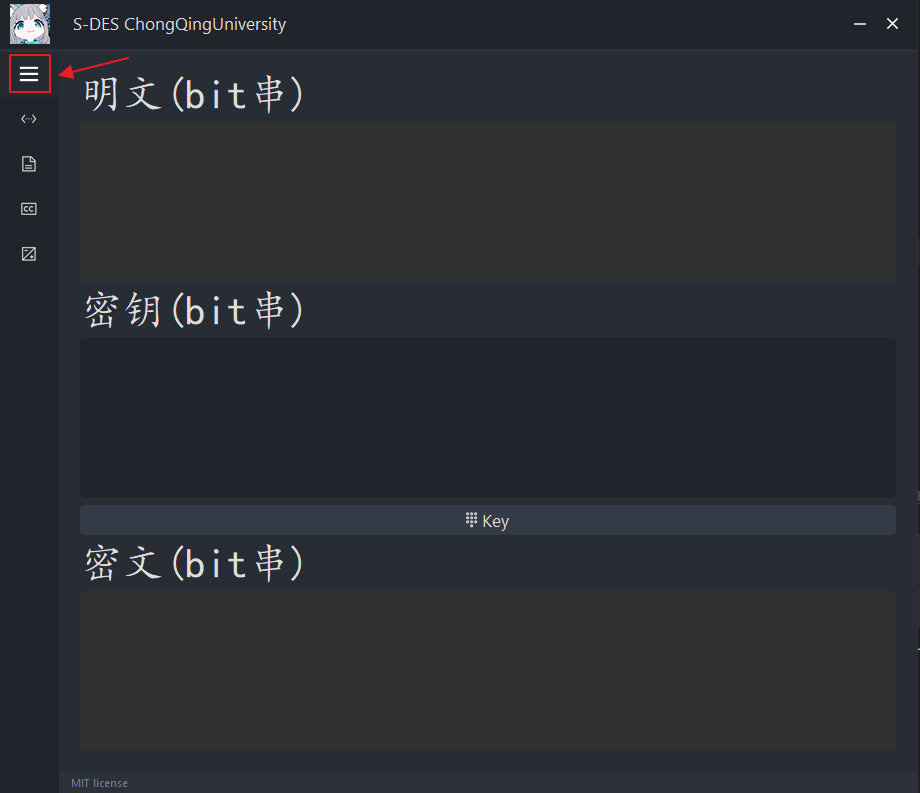 S-DES ChongQingUniversity
明文(bit串)
CC
密钥(bit串)
Key
密文(bit串)
MIT license